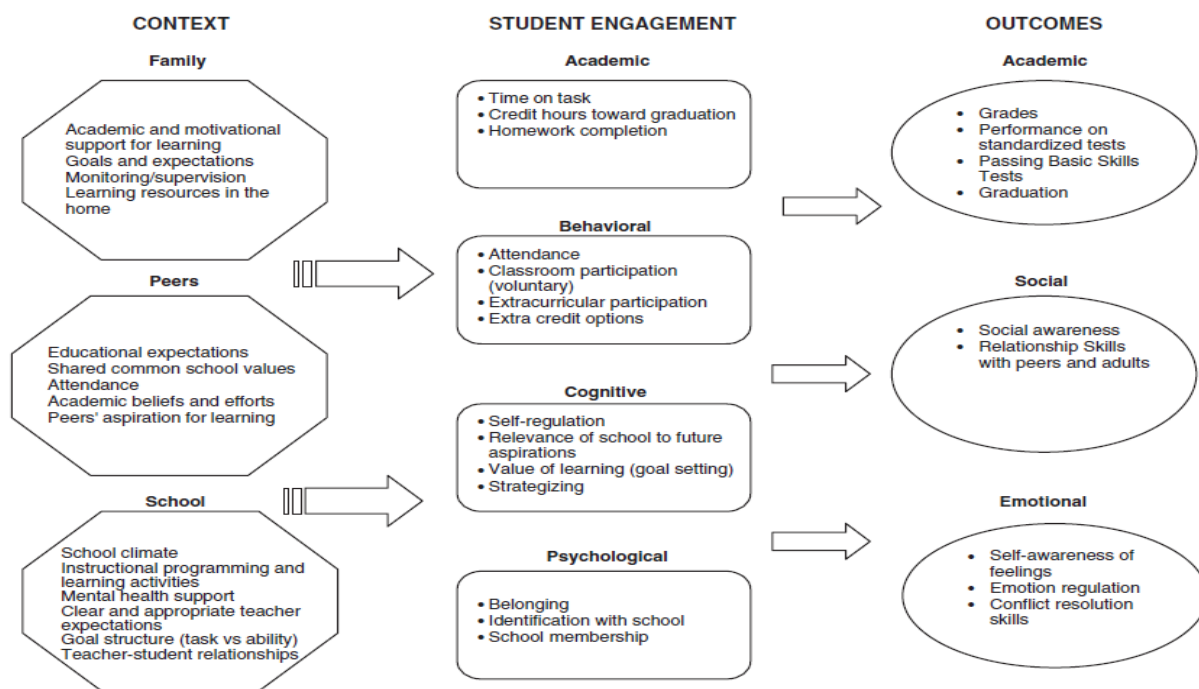 CONTEXT
Family
Academic and motivational
support for learning
Goals and expectations
Monitoring/supervision
Learning resources in the
home
Peers
Educational expectations
Shared common school values
Attendance
Academic beliefs and efforts
Peers' aspiration for learning
School
School climate
Instructional programming and
learning activities
Mental health support
Clear and appropriate teacher
expectations
Goal structure (task vs ability)
Teacher-student relationships
STUDENT ENGAGEMENT
Academic
• Time on task
• Credit hours toward graduation
• Homework completion
Behavioral
• Attendance
• Classroom participation
(voluntary)
• Extracurricular participation
• Extra credit options
Cognitive
• Self-regulation
• Relevance of school to future
aspirations
• Value of learning (goal setting)
• Strategizing
Psychological
• Belonging
• Identification with school
• School membership
OUTCOMES
Academic
• Grades
• Performance on
standardized tests
• Passing Basic Skills
Tests
• Graduation
Social
• Social awareness
• Relationship Skills
with peers and adults
Emotional
• Self-awareness of
feelings
• Emotion regulation
• Conflict resolution
skills